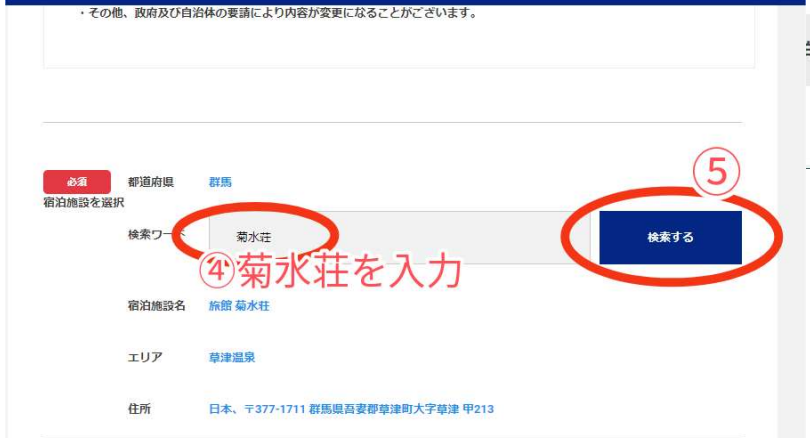 ・その他、政府及び自治体の要請により内容が変更になることがございます。
⑤
必須 都道府県 群馬
宿泊施設を選択
検索ワード 菊水荘 検索する
④菊水荘を入力
宿泊施設名 旅館 菊水荘
エリア 草津温泉
住所 日本、〒377-1711 群馬県吾妻郡草津町大字草津 甲213